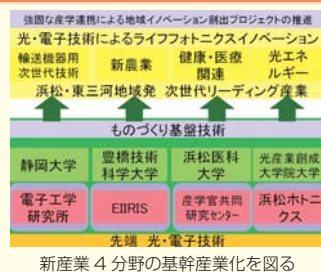 強固な産学連携による地域イノベーション創出プロジェクトの推進
光・電子技術によるライフフォトニクスイノベーション
輸送機器用
次世代技術
新農業
健康・医療
関連
光エネ
ルギー
浜松・東三河地域発 次世代リーディング産業
ものづくり基盤技術
静岡大学
豊橋技術
科学大学
浜松医科
大学
光産業創成
大学院大学
電子工学
研究所
EIIRIS
産学官共同
研究センター
浜松ホトニ
クス
先端 光・電子技術
新産業4分野の基幹産業化を図る